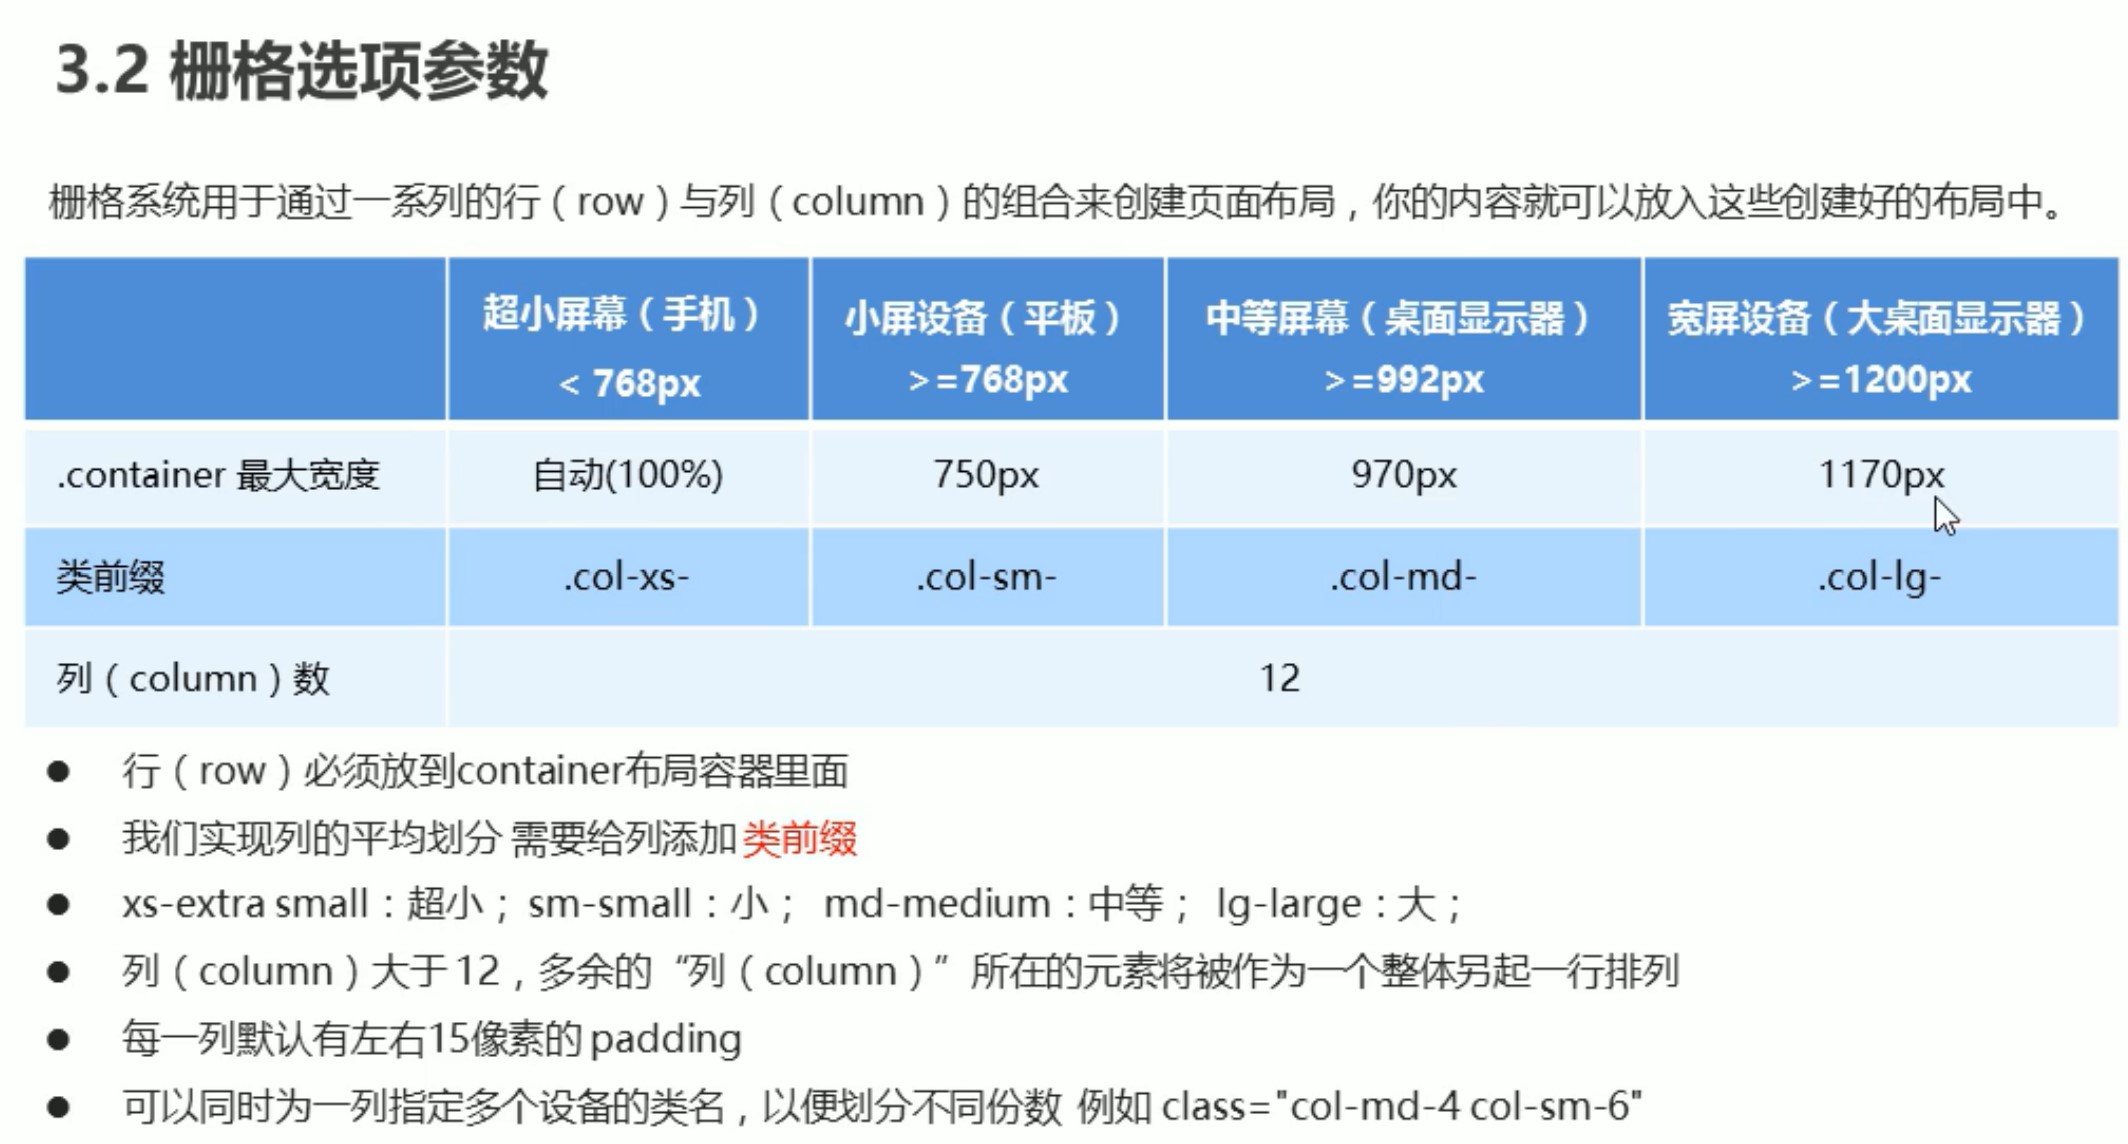 3.2 栅格选项参数
栅格系统用于通过一系列的行（row）与列（column）的组合来创建页面布局，你的内容就可以放入这些创建好的布局中。
超小屏幕（手机） 小屏设备（平板） 中等屏幕（桌面显示器） 宽屏设备（大桌面显示器）
< 768px >=768px >=992px >=1200px
.container 最大宽度 自动(100%) 750px 970px 1170px
类前缀 .col-xs- .col-sm- .col-md- .col-lg-
列（column）数 12
● 行（row）必须放到container布局容器里面
● 我们实现列的平均划分 需要给列添加 类前缀
● xs-extra small：超小；sm-small：小； md-medium：中等； lg-large：大；
● 列（column）大于 12，多余的“列（column）”所在的元素将被作为一个整体另起一行排列
● 每一列默认有左右15像素的 padding
● 可以同时为一列指定多个设备的类名，以便划分不同份数 例如 class="col-md-4 col-sm-6"